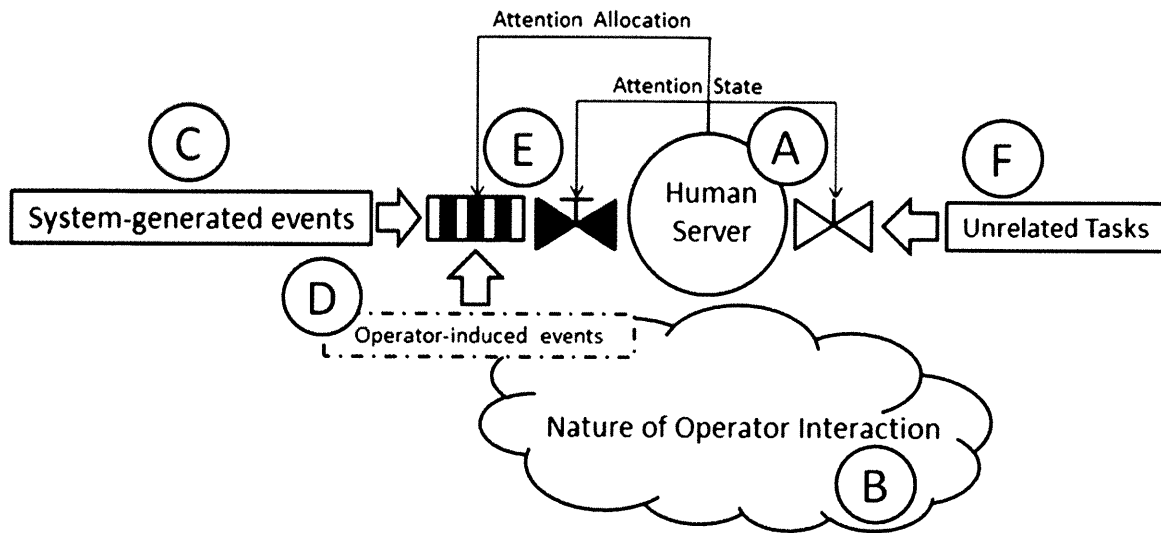 Attention Allocation
Attention State
C
E
A
F
System-generated events
Human
Server
Unrelated Tasks
D
Operator-induced events
Nature of Operator Interaction
B